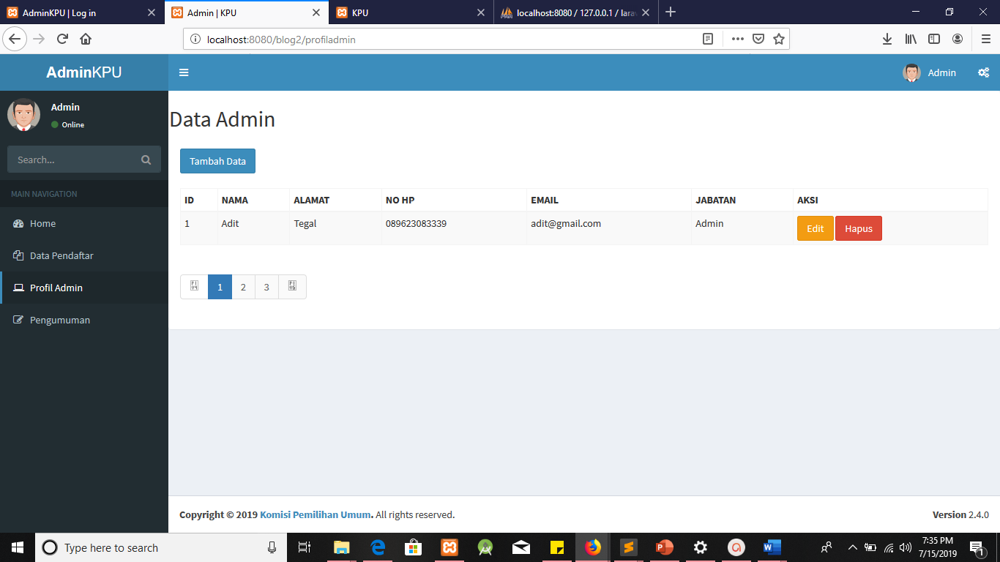 AdminKPU | Log in
Admin | KPU
KPU
localhost:8080 / 127.0.0.1 / lara
localhost:8080/blog2/profiladmin
AdminKPU
Admin
Admin
Online
Search...
MAIN NAVIGATION
Home
Data Pendaftar
Profil Admin
Pengumuman
Data Admin
Tambah Data
ID NAMA ALAMAT NO HP EMAIL JABATAN AKSI
1 Adit Tegal 089623083339 adit@gmail.com Admin Edit Hapus
1 2 3
Copyright © 2019 Komisi Pemilihan Umum. All rights reserved.
Version 2.4.0
Type here to search
7:35 PM
7/15/2019
1